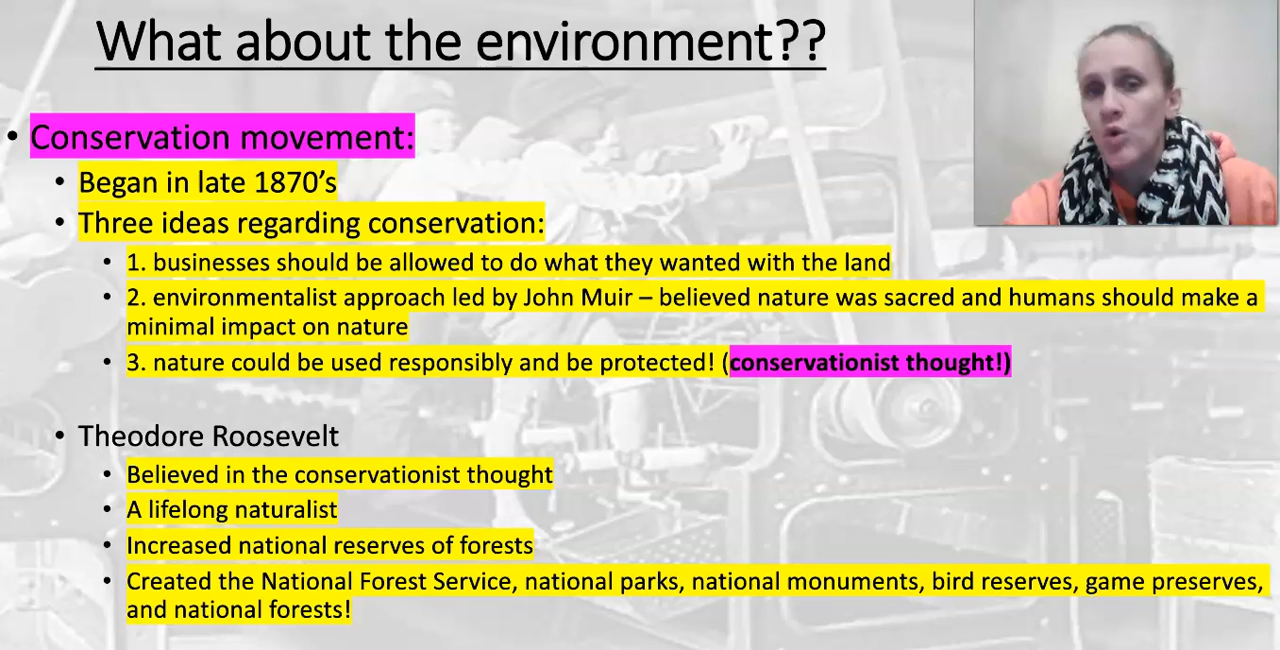 What about the environment??
• Conservation movement:
• Began in late 1870’s
• Three ideas regarding conservation:
• 1. businesses should be allowed to do what they wanted with the land
• 2. environmentalist approach led by John Muir – believed nature was sacred and humans should make a
minimal impact on nature
• 3. nature could be used responsibly and be protected! (conservationist thought!)
• Theodore Roosevelt
• Believed in the conservationist thought
• A lifelong naturalist
• Increased national reserves of forests
• Created the National Forest Service, national parks, national monuments, bird reserves, game preserves,
and national forests!